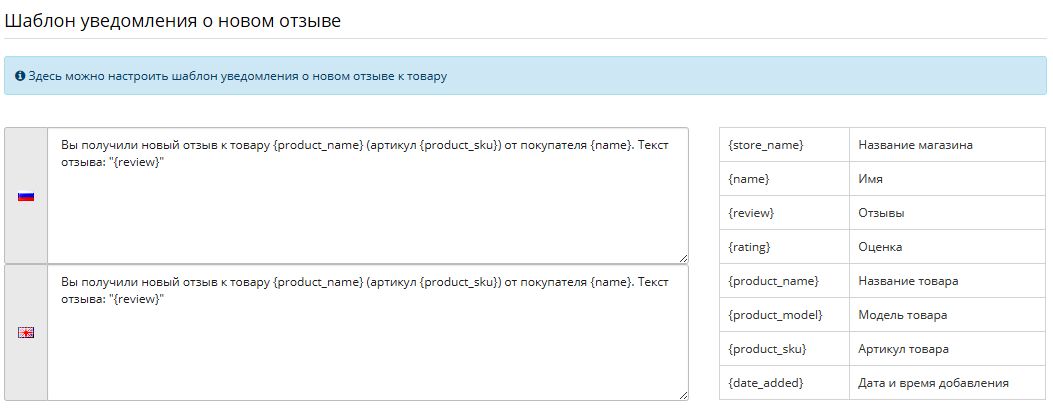 Шаблон уведомления о новом отзыве
Здесь можно настроить шаблон уведомления о новом отзыве к товару
Вы получили новый отзыв к товару {product_name} (артикул {product_sku}) от покупателя {name}. Текст
отзыва: "{review}"
Вы получили новый отзыв к товару {product_name} (артикул {product_sku}) от покупателя {name}. Текст
отзыва: "{review}"
{store_name} Название магазина
{name} Имя
{review} Отзывы
{rating} Оценка
{product_name} Название товара
{product_model} Модель товара
{product_sku} Артикул товара
{date_added} Дата и время добавления